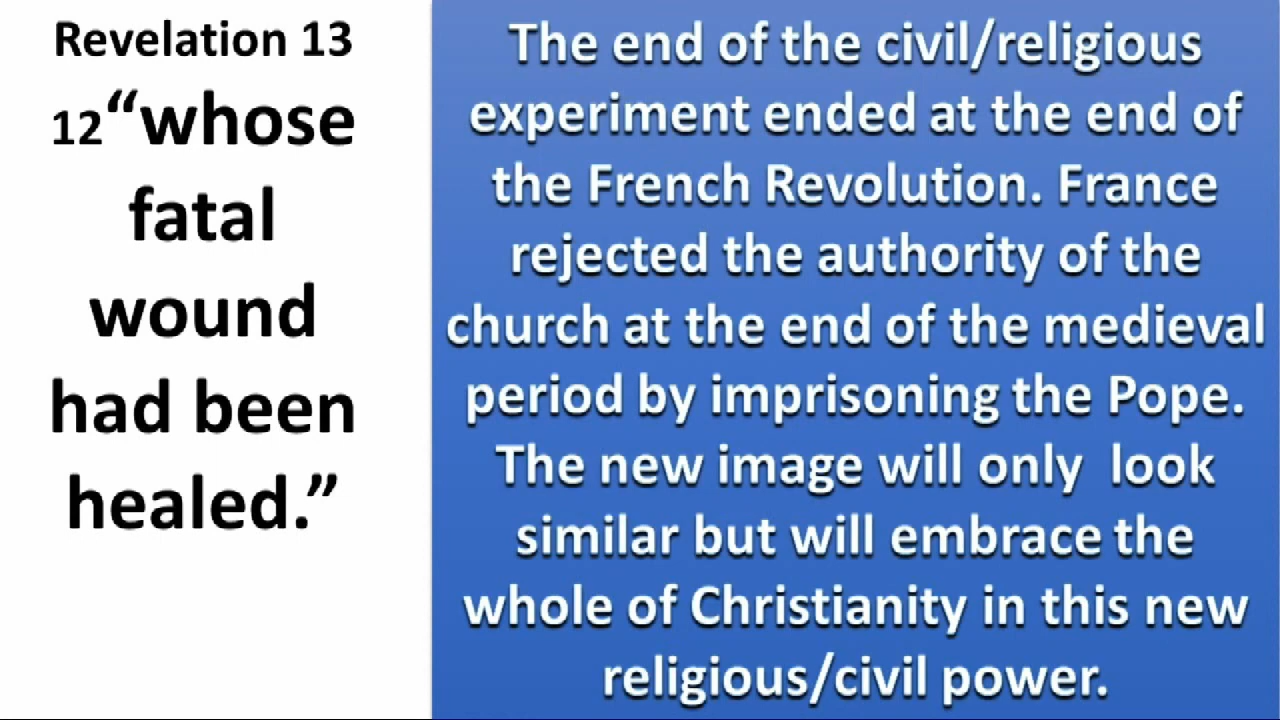 Revelation 13
12“whose
fatal
wound
had been
healed.”
The end of the civil/religious
experiment ended at the end of
the French Revolution. France
rejected the authority of the
church at the end of the medieval
period by imprisoning the Pope.
The new image will only  look
similar but will embrace the
whole of Christianity in this new
religious/civil power.